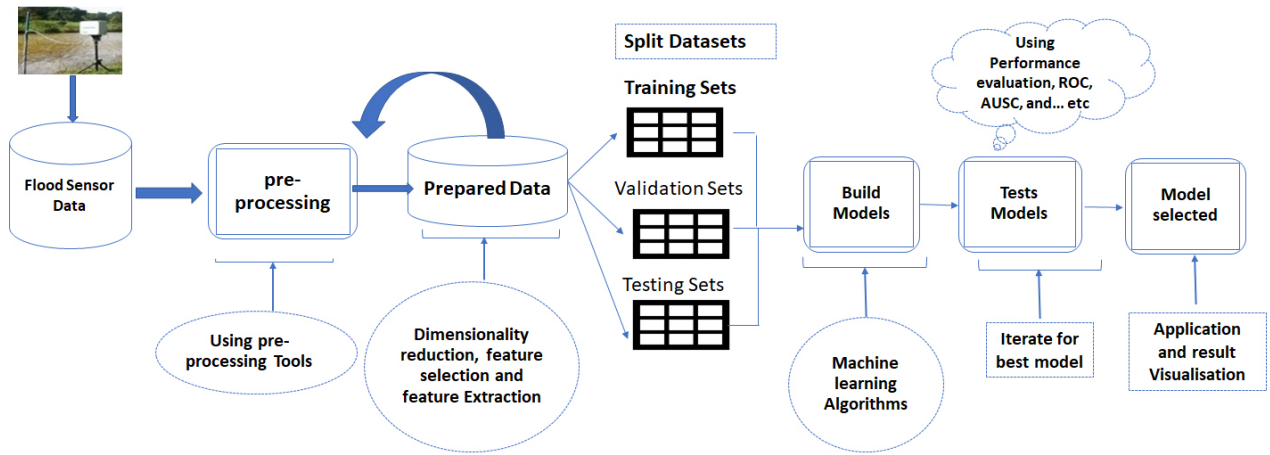 Flood Sensor
Data
pre-
processing
Using pre-
processing Tools
Prepared Data
Dimensionality
reduction, feature
selection and
feature Extraction
Split Datasets
Training Sets
Validation Sets
Testing Sets
Build
Models
Machine
learning
Algorithms
Using
Performance
evaluation, ROC,
AUSC, and... etc
Tests
Models
Iterate for
best model
Model
selected
Application
and result
Visualisation